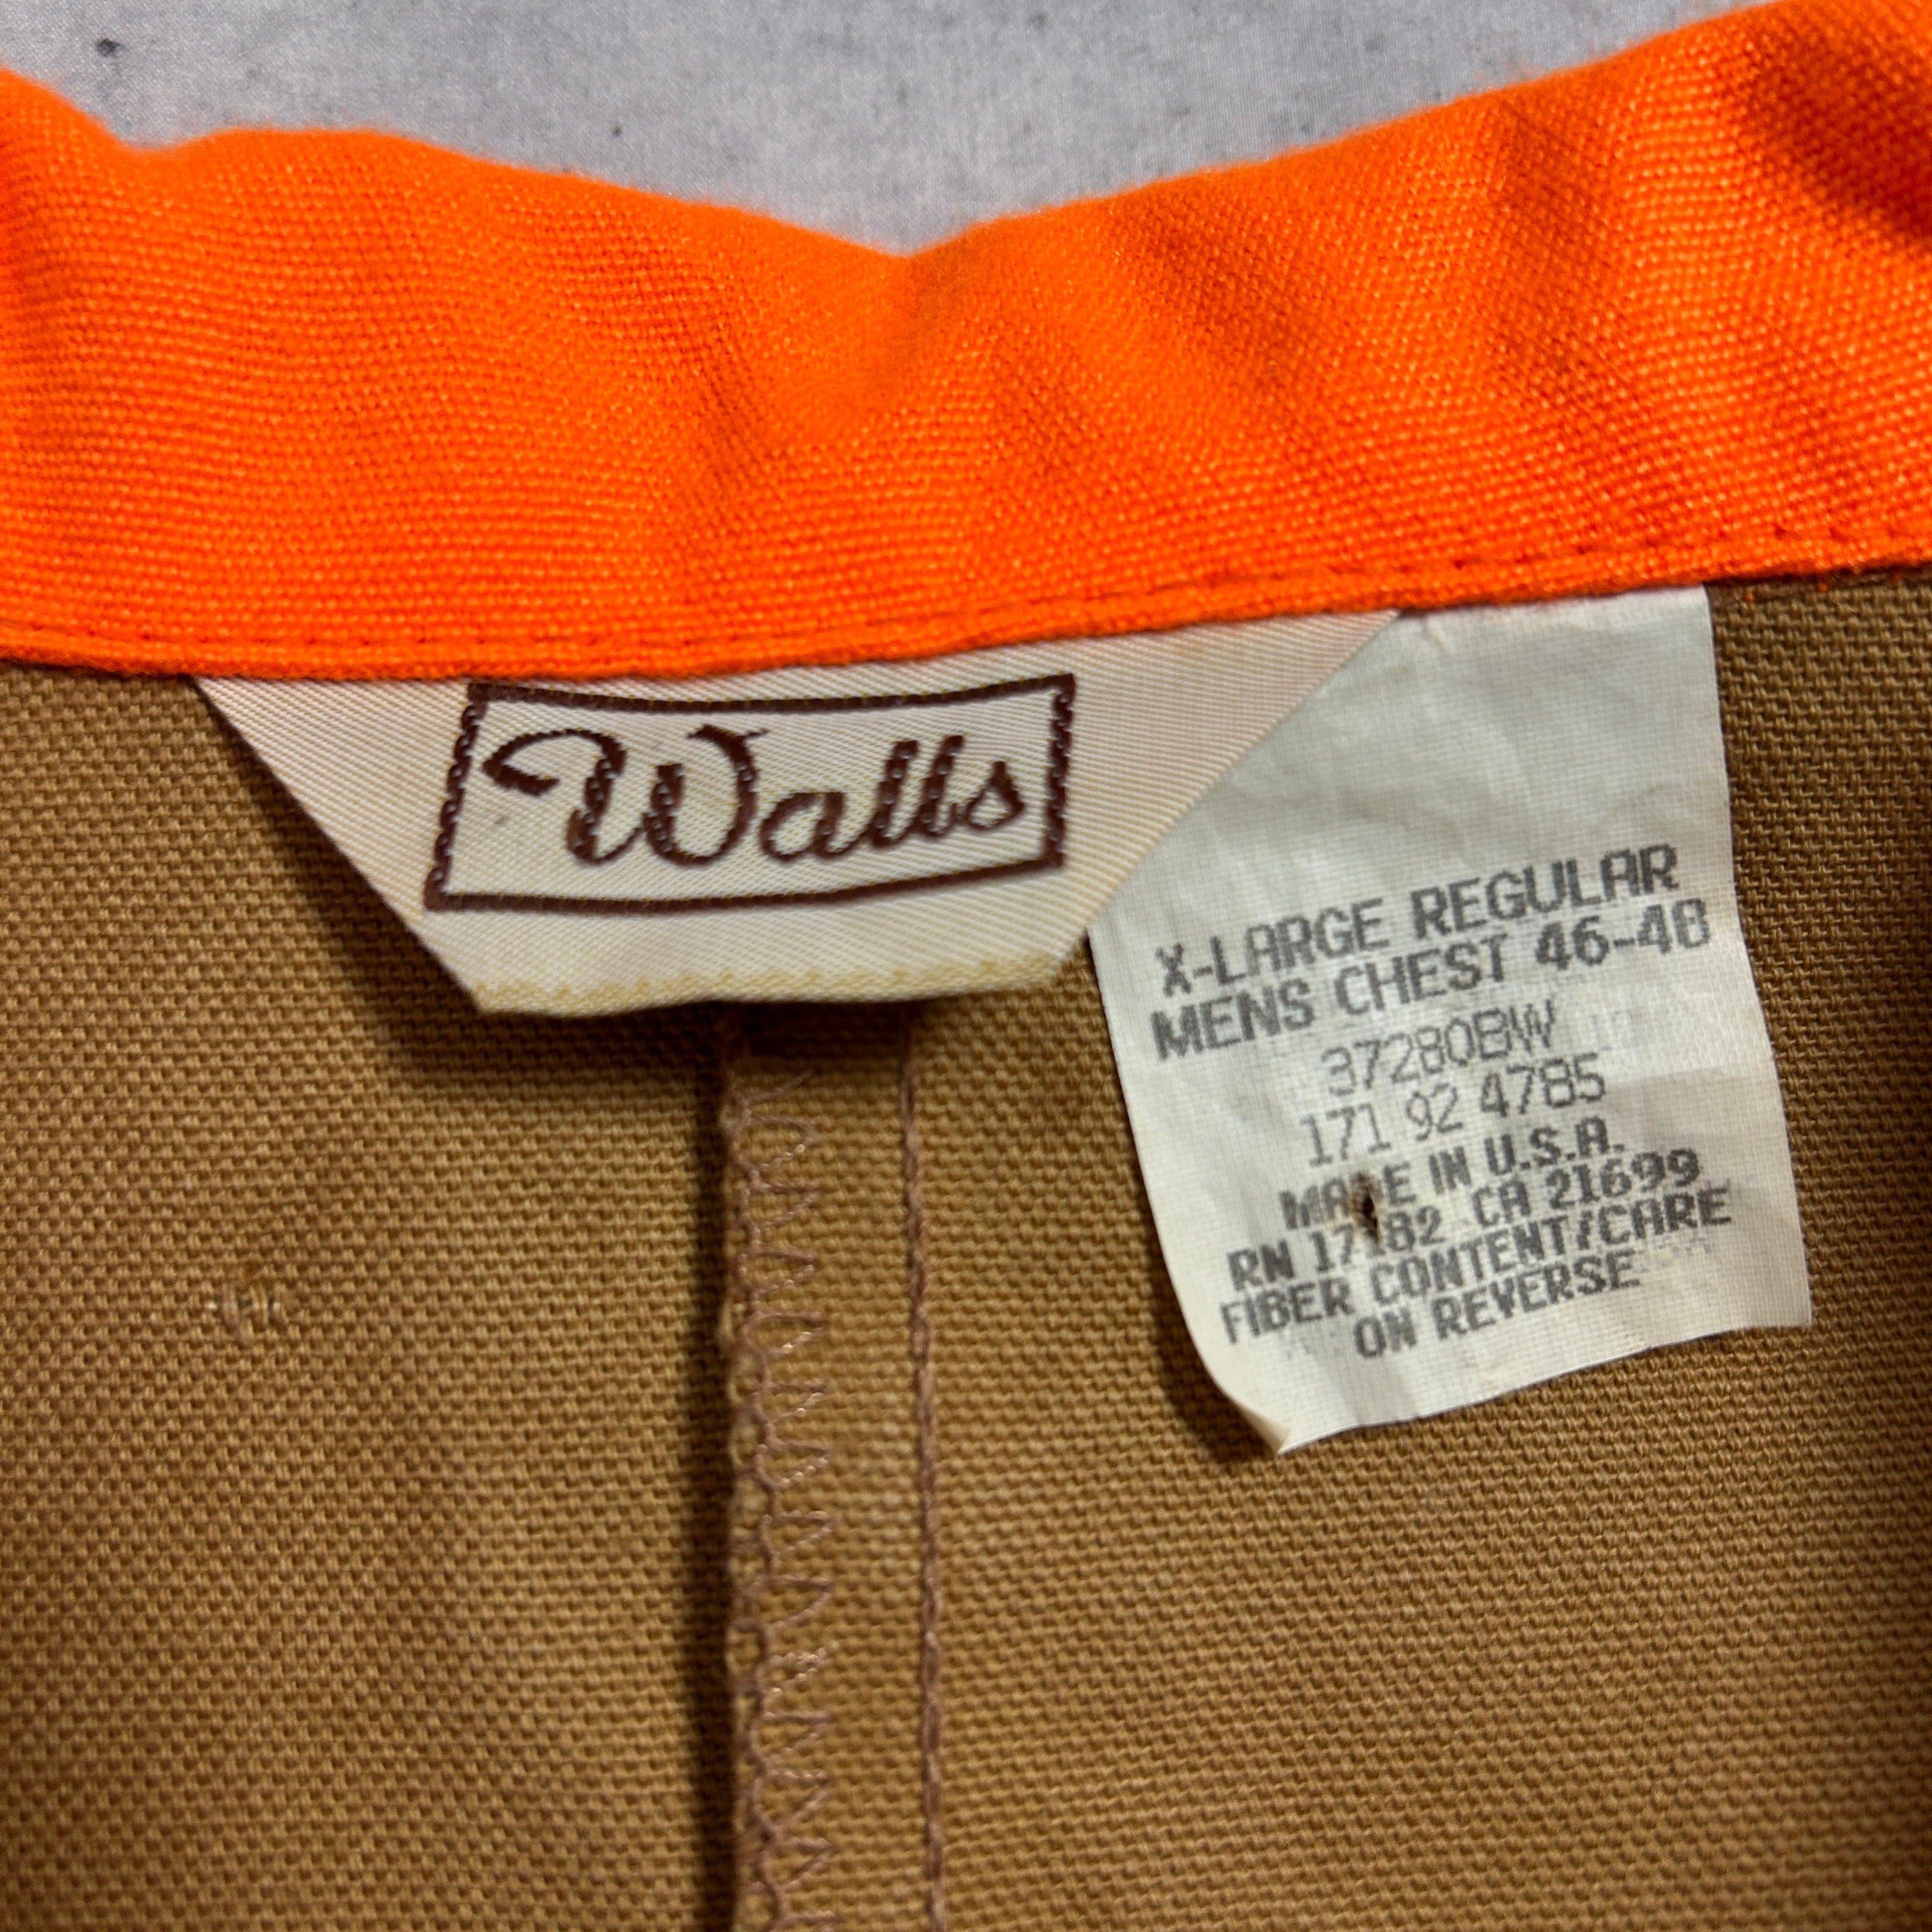 Walls
X-LARGE REGULAR
MENS CHEST 46-48
37280BW
171 92 4785
MADE IN U.S.A.
RN 17182 CA 21699
FIBER CONTENT/CARE
ON REVERSE